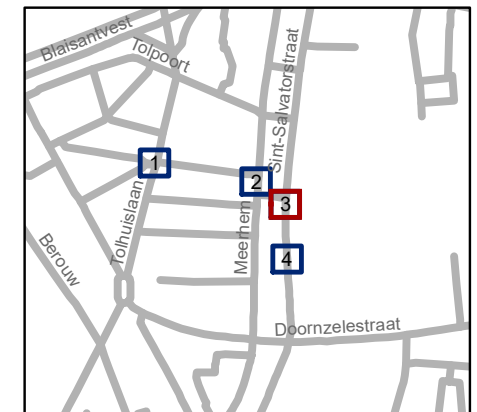 Blaisantvest
Tolpoort
Sint-Salvatorstraat
1
2
3
Tolhuislaan
Meerhem
Berouw
4
Doornzelestraat